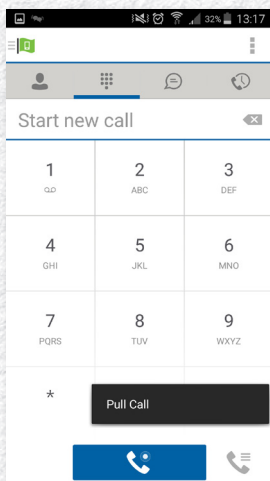 32% 13:17
Start new call
1 2 3
ABC DEF
4 5 6
GHI JKL MNO
7 8 9
PQRS TUV WXYZ
*
Pull Call